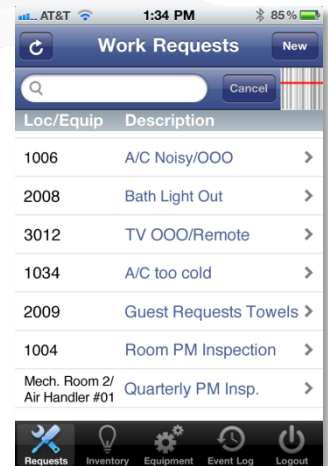 AT&T 1:34 PM 85%
Work Requests New
Cancel
Loc/Equip Description
1006 A/C Noisy/OOO
2008 Bath Light Out
3012 TV OOO/Remote
1034 A/C too cold
2009 Guest Requests Towels
1004 Room PM Inspection
Mech. Room 2/
Air Handler #01 Quarterly PM Insp.
Requests Inventory Equipment Event Log Logout